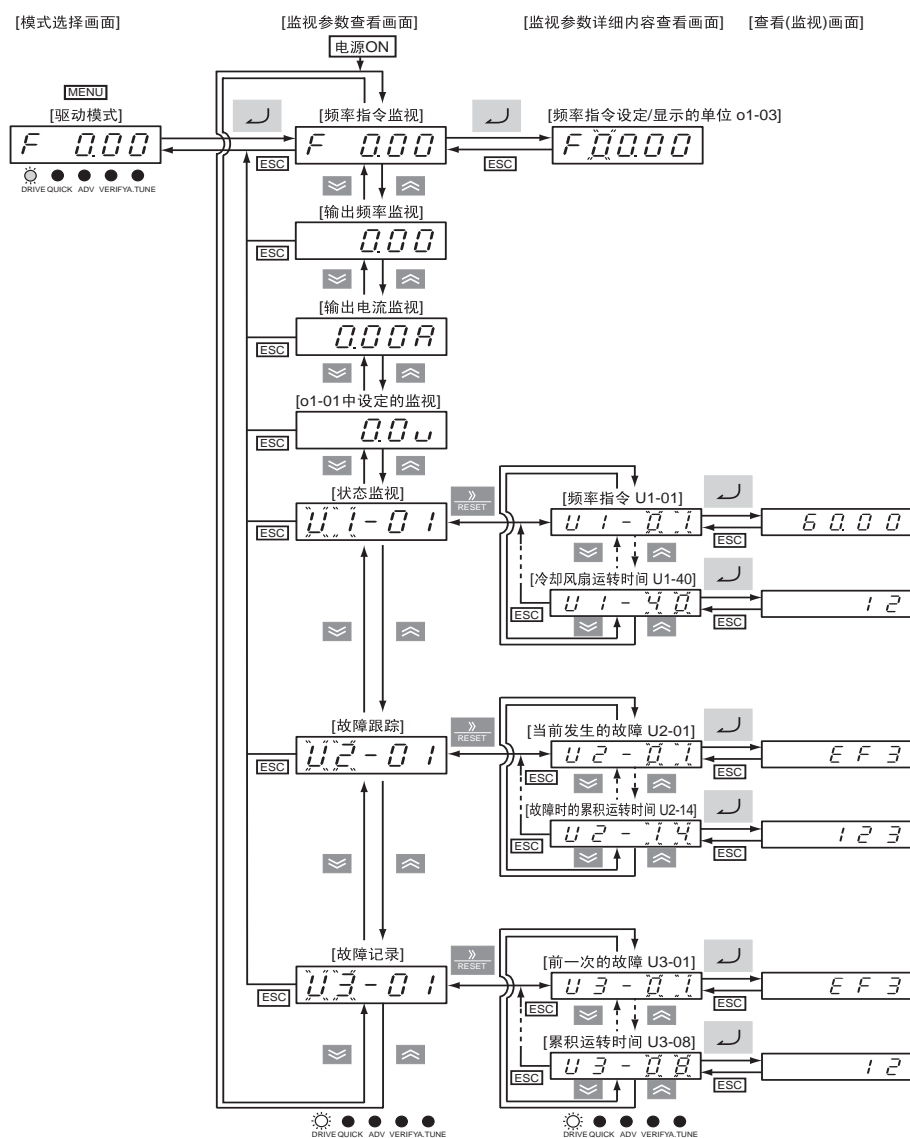 [模式选择画面] [监视参数查看画面] [监视参数详细内容查看画面] [查看(监视)画面]
电源ON
MENU
[驱动模式] [频率指令监视] [频率指令设定/显示的单位 o1-03]
F 0.00 F 0.00 F00.00
ESC ESC
DRIVE QUICK ADV VERIFY A.TUNE
[输出频率监视]
0.00
ESC
[输出电流监视]
0.00A
ESC
[o1-01中设定的监视]
0.0u
ESC
[状态监视] [频率指令 U1-01]
RESET
U1-01 U1-01 60.00
ESC ESC
[冷却风扇运转时间 U1-40]
U1-40 12
ESC ESC
[故障跟踪] [当前发生的故障 U2-01]
RESET
U2-01 U2-01 EF3
ESC ESC ESC
[故障时的累积运转时间 U2-14]
U2-14 123
ESC ESC
[故障记录] [前一次的故障 U3-01]
RESET
U3-01 U3-01 EF3
ESC ESC ESC
[累积运转时间 U3-08]
U3-08 12
ESC ESC
DRIVE QUICK ADV VERIFY A.TUNE DRIVE QUICK ADV VERIFY A.TUNE